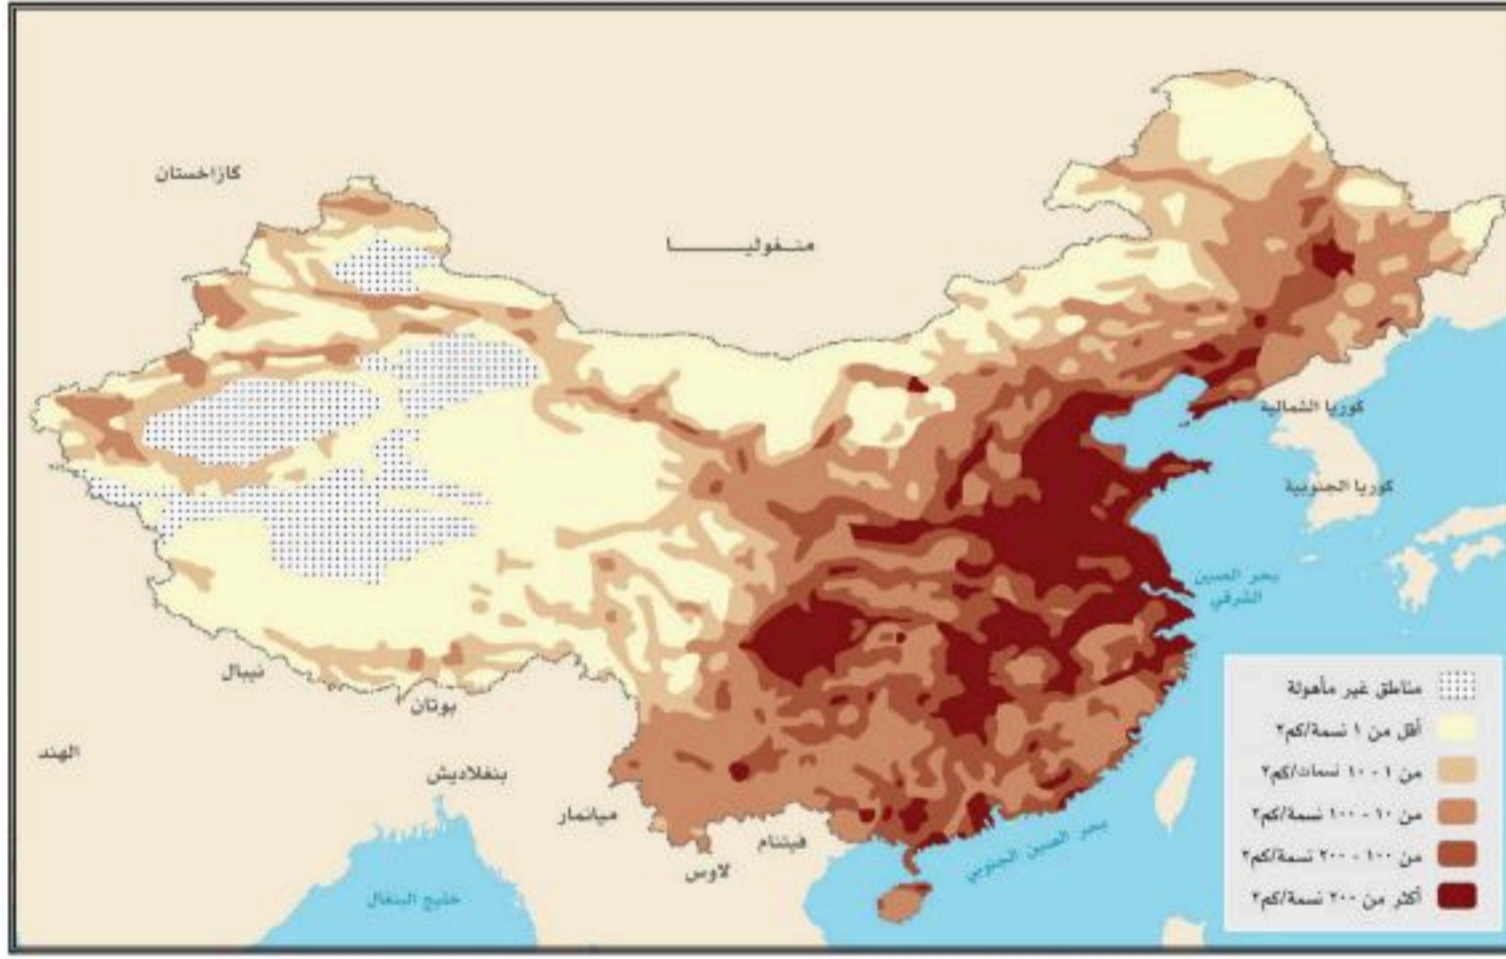 كازاخستان
منغوليـــــا
كوريا الشمالية
كوريا الجنوبية
بحر الصين
الشرقي
نيبال
بوتان
الهند
بنغلاديش
ميانمار
فيتنام
لاوس
بحر الصين الجنوبي
خليج البنغال
مناطق غير مأهولة
أقل من ١ نسمة/كم٢
من ١ - ١٠ نسمات/كم٢
من ١٠ - ١٠٠ نسمة/كم٢
من ١٠٠ - ٢٠٠ نسمة/كم٢
أكثر من ٢٠٠ نسمة/كم٢